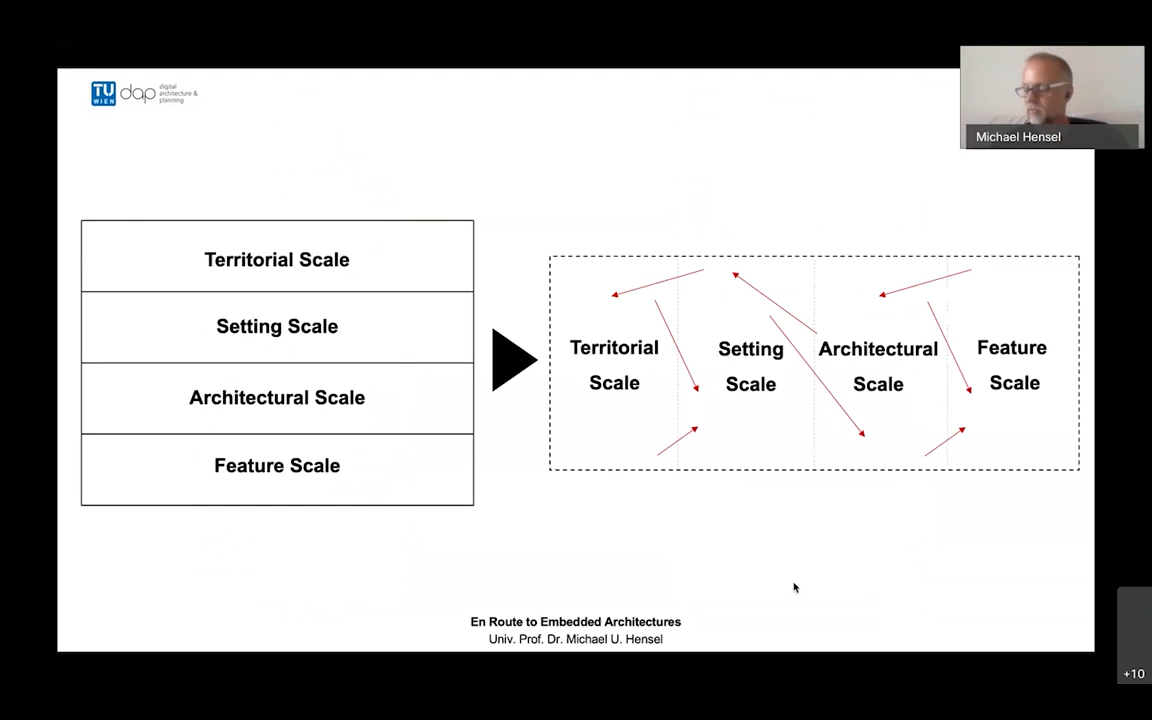 TU
WIEN
dap
digital
architecture &
planning
Michael Hensel
Territorial Scale
Setting Scale
Architectural Scale
Feature Scale
Territorial
Scale
Setting
Scale
Architectural
Scale
Feature
Scale
En Route to Embedded Architectures
Univ. Prof. Dr. Michael U. Hensel
+10